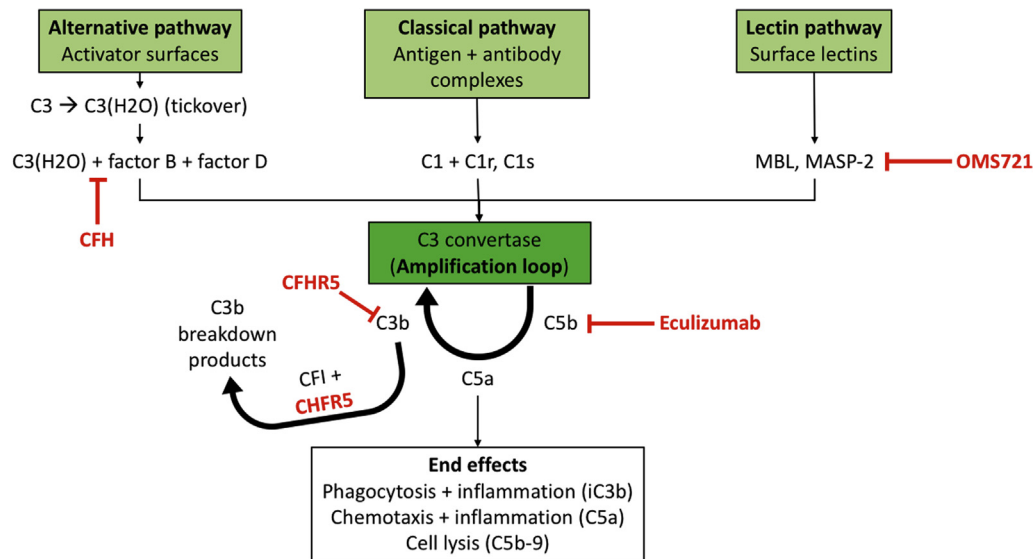 Alternative pathway
Activator surfaces
Classical pathway
Antigen + antibody
complexes
Lectin pathway
Surface lectins
C3 → C3(H2O) (tickover)
C3(H2O) + factor B + factor D
C1 + C1r, C1s
MBL, MASP-2
OMS721
CFH
C3 convertase
(Amplification loop)
CFHR5
C3b
breakdown
products
C3b
C5b
Eculizumab
CFI +
CHFR5
C5a
End effects
Phagocytosis + inflammation (iC3b)
Chemotaxis + inflammation (C5a)
Cell lysis (C5b-9)